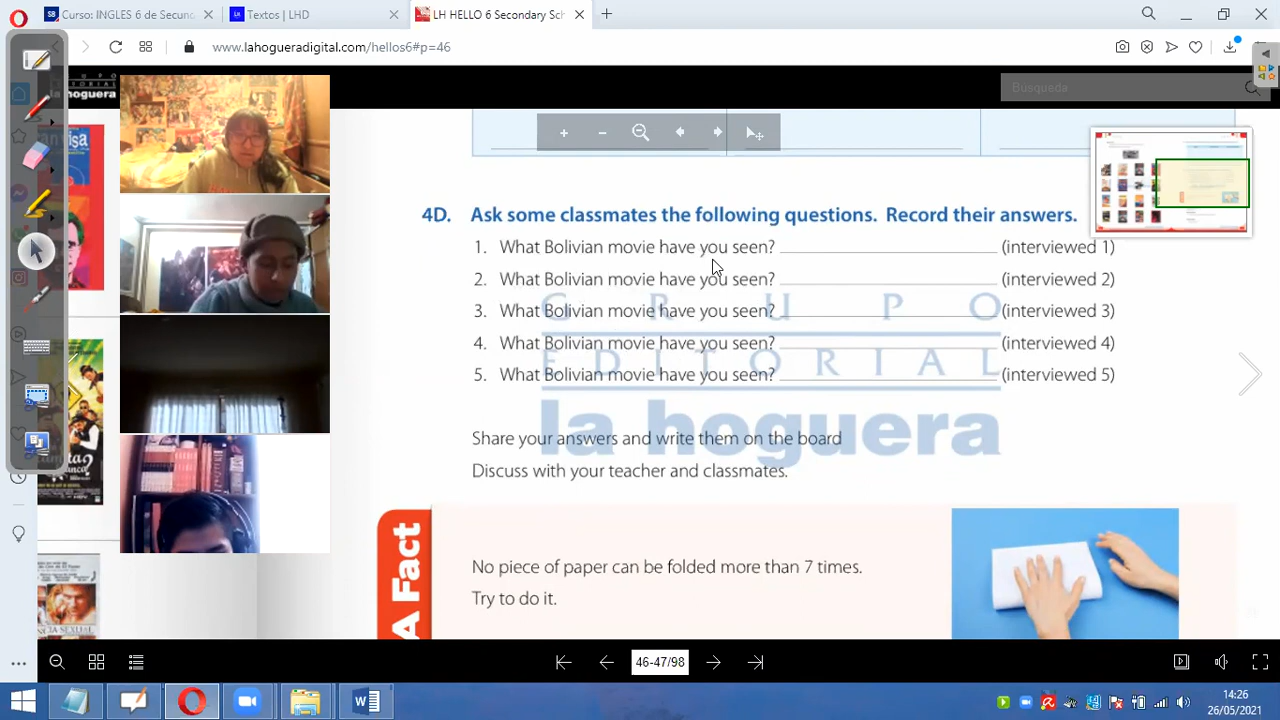 Curso: INGLES 6 de Secund
Textos | LHD
LH HELLO 6 Secondary Sch
www.lahogueradigital.com/hellos6#p=46
la hoguera
Búsqueda
4D. Ask some classmates the following questions. Record their answers.
1. What Bolivian movie have you seen? (interviewed 1)
2. What Bolivian movie have you seen? (interviewed 2)
3. What Bolivian movie have you seen? (interviewed 3)
4. What Bolivian movie have you seen? (interviewed 4)
5. What Bolivian movie have you seen? (interviewed 5)
GRUPO
EDITORIAL
la hoguera
Share your answers and write them on the board
Discuss with your teacher and classmates.
A Fact
No piece of paper can be folded more than 7 times.
Try to do it.
46-47/98
14:26
26/05/2021